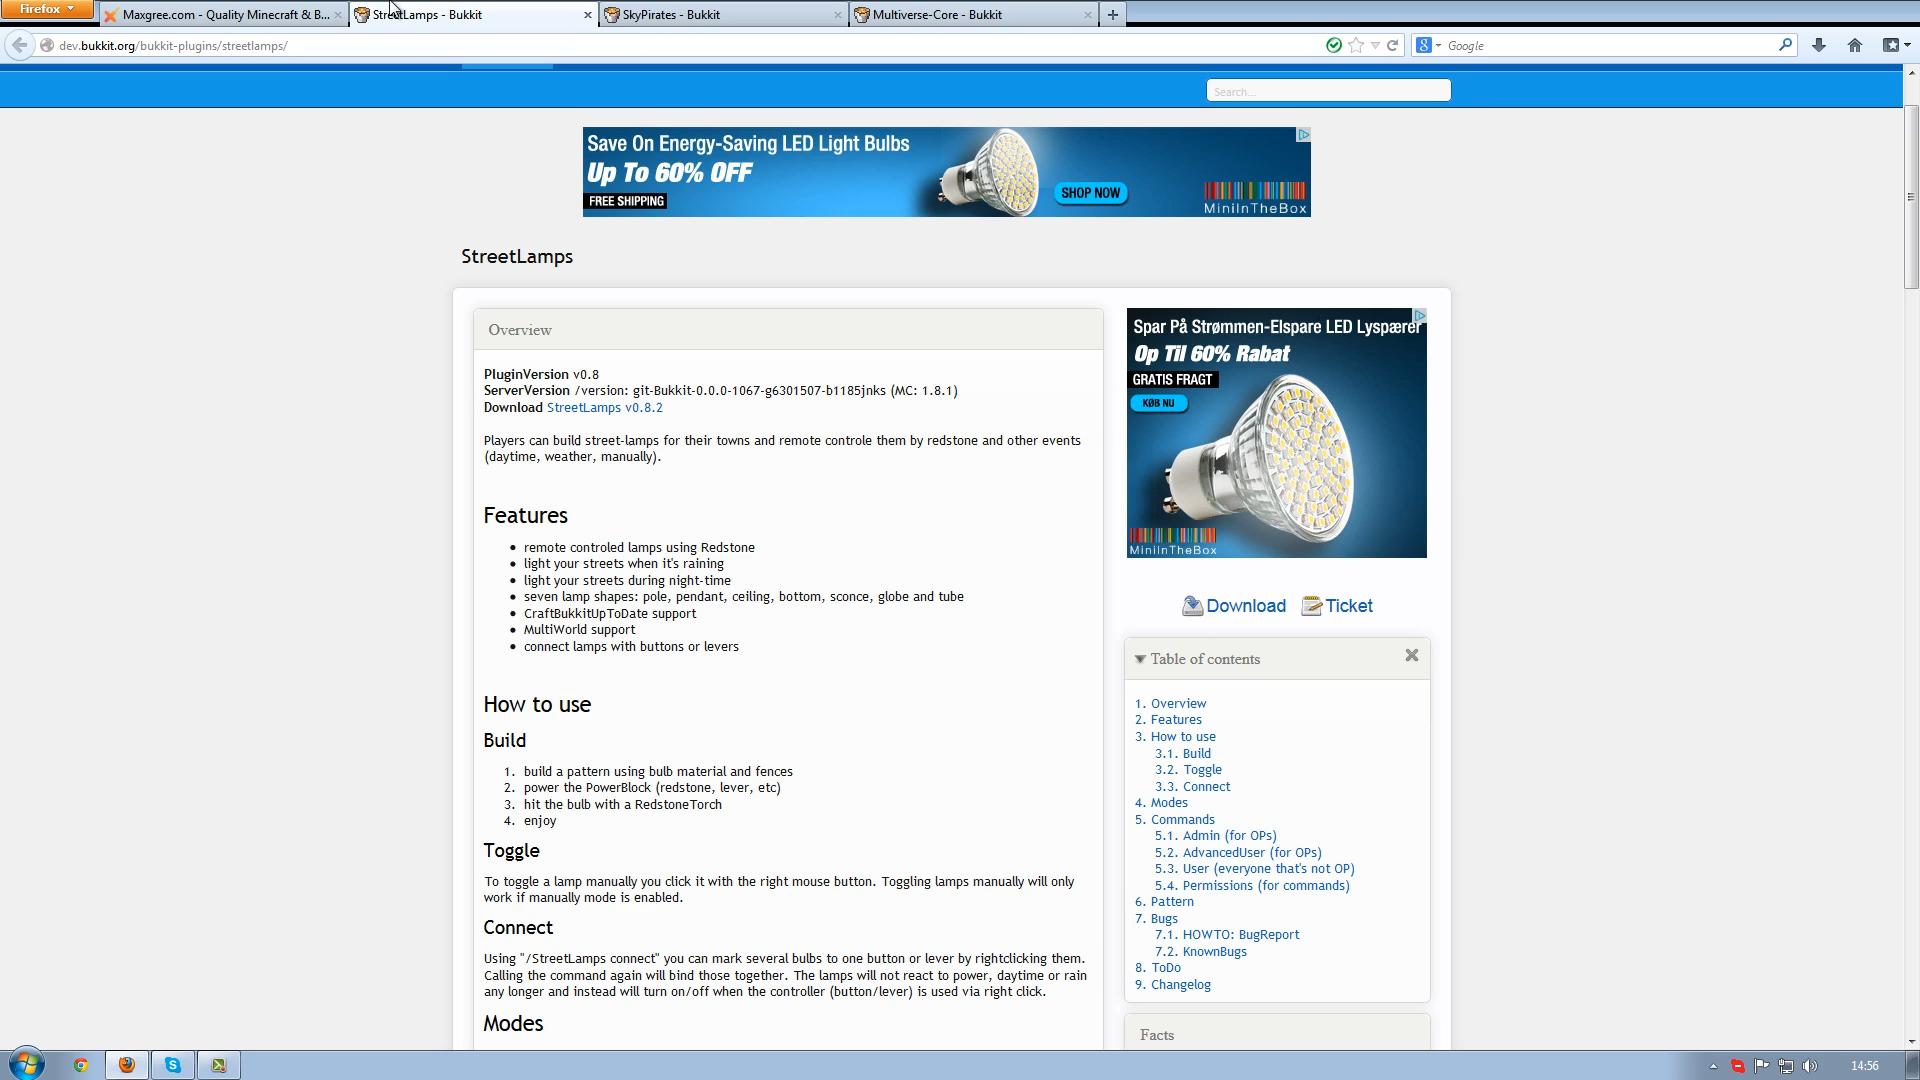 Firefox
Maxgree.com - Quality Minecraft & B...
StreetLamps - Bukkit
SkyPirates - Bukkit
Multiverse-Core - Bukkit
dev.bukkit.org/bukkit-plugins/streetlamps/
8
Google
Search...
Save On Energy-Saving LED Light Bulbs
Up To 60% OFF
FREE SHIPPING
SHOP NOW
MiniInTheBox
StreetLamps
Overview
PluginVersion v0.8
ServerVersion /version: git-Bukkit-0.0.0-1067-g6301507-b1185jnks (MC: 1.8.1)
Download StreetLamps v0.8.2
Players can build street-lamps for their towns and remote controle them by redstone and other events
(daytime, weather, manually).
Features
• remote controled lamps using Redstone
• light your streets when it's raining
• light your streets during night-time
• seven lamp shapes: pole, pendant, ceiling, bottom, sconce, globe and tube
• CraftBukkitUpToDate support
• MultiWorld support
• connect lamps with buttons or levers
How to use
Build
1. build a pattern using bulb material and fences
2. power the PowerBlock (redstone, lever, etc)
3. hit the bulb with a RedstoneTorch
4. enjoy
Toggle
To toggle a lamp manually you click it with the right mouse button. Toggling lamps manually will only
work if manually mode is enabled.
Connect
Using "/StreetLamps connect" you can mark several bulbs to one button or lever by rightclicking them.
Calling the command again will bind those together. The lamps will not react to power, daytime or rain
any longer and instead will turn on/off when the controller (button/lever) is used via right click.
Modes
Spar På Strømmen-Elspare LED Lyspærer
Op Til 60% Rabat
GRATIS FRAGT
KØB NU
MiniInTheBox
Download
Ticket
Table of contents
1. Overview
2. Features
3. How to use
3.1. Build
3.2. Toggle
3.3. Connect
4. Modes
5. Commands
5.1. Admin (for OPs)
5.2. AdvancedUser (for OPs)
5.3. User (everyone that's not OP)
5.4. Permissions (for commands)
6. Pattern
7. Bugs
7.1. HOWTO: BugReport
7.2. KnownBugs
8. ToDo
9. Changelog
Facts
14:56